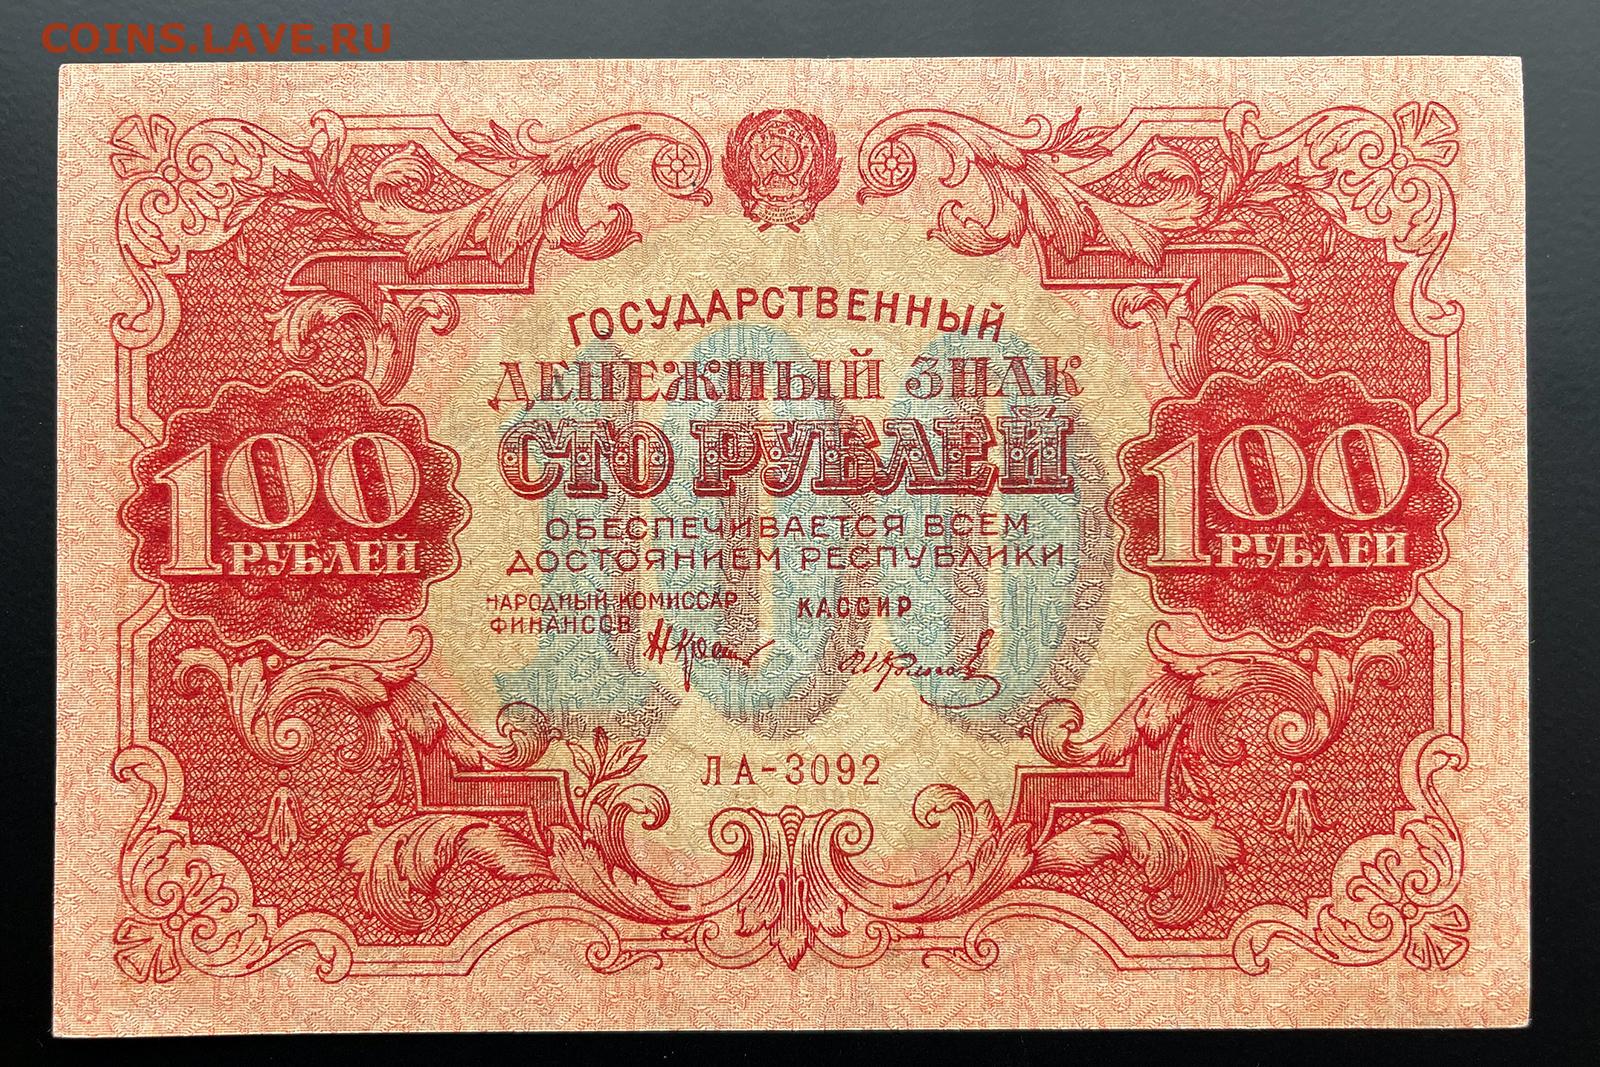 COINS.LAVE.RU
ГОСУДАРСТВЕННЫЙ
ДЕНЕЖНЫЙ ЗНАК
СТО РУБЛЕЙ
100
100 РУБЛЕЙ
100 РУБЛЕЙ
ОБЕСПЕЧИВАЕТСЯ ВСЕМ
ДОСТОЯНИЕМ РЕСПУБЛИКИ
НАРОДНЫЙ КОМИССАР
ФИНАНСОВ
КАССИР
ЛА-3092